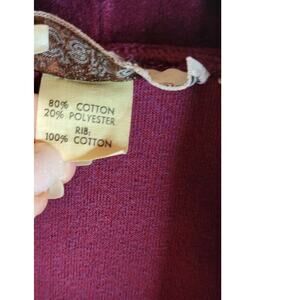 80% COTTON
20% POLYESTER
RIB:
100% COTTON